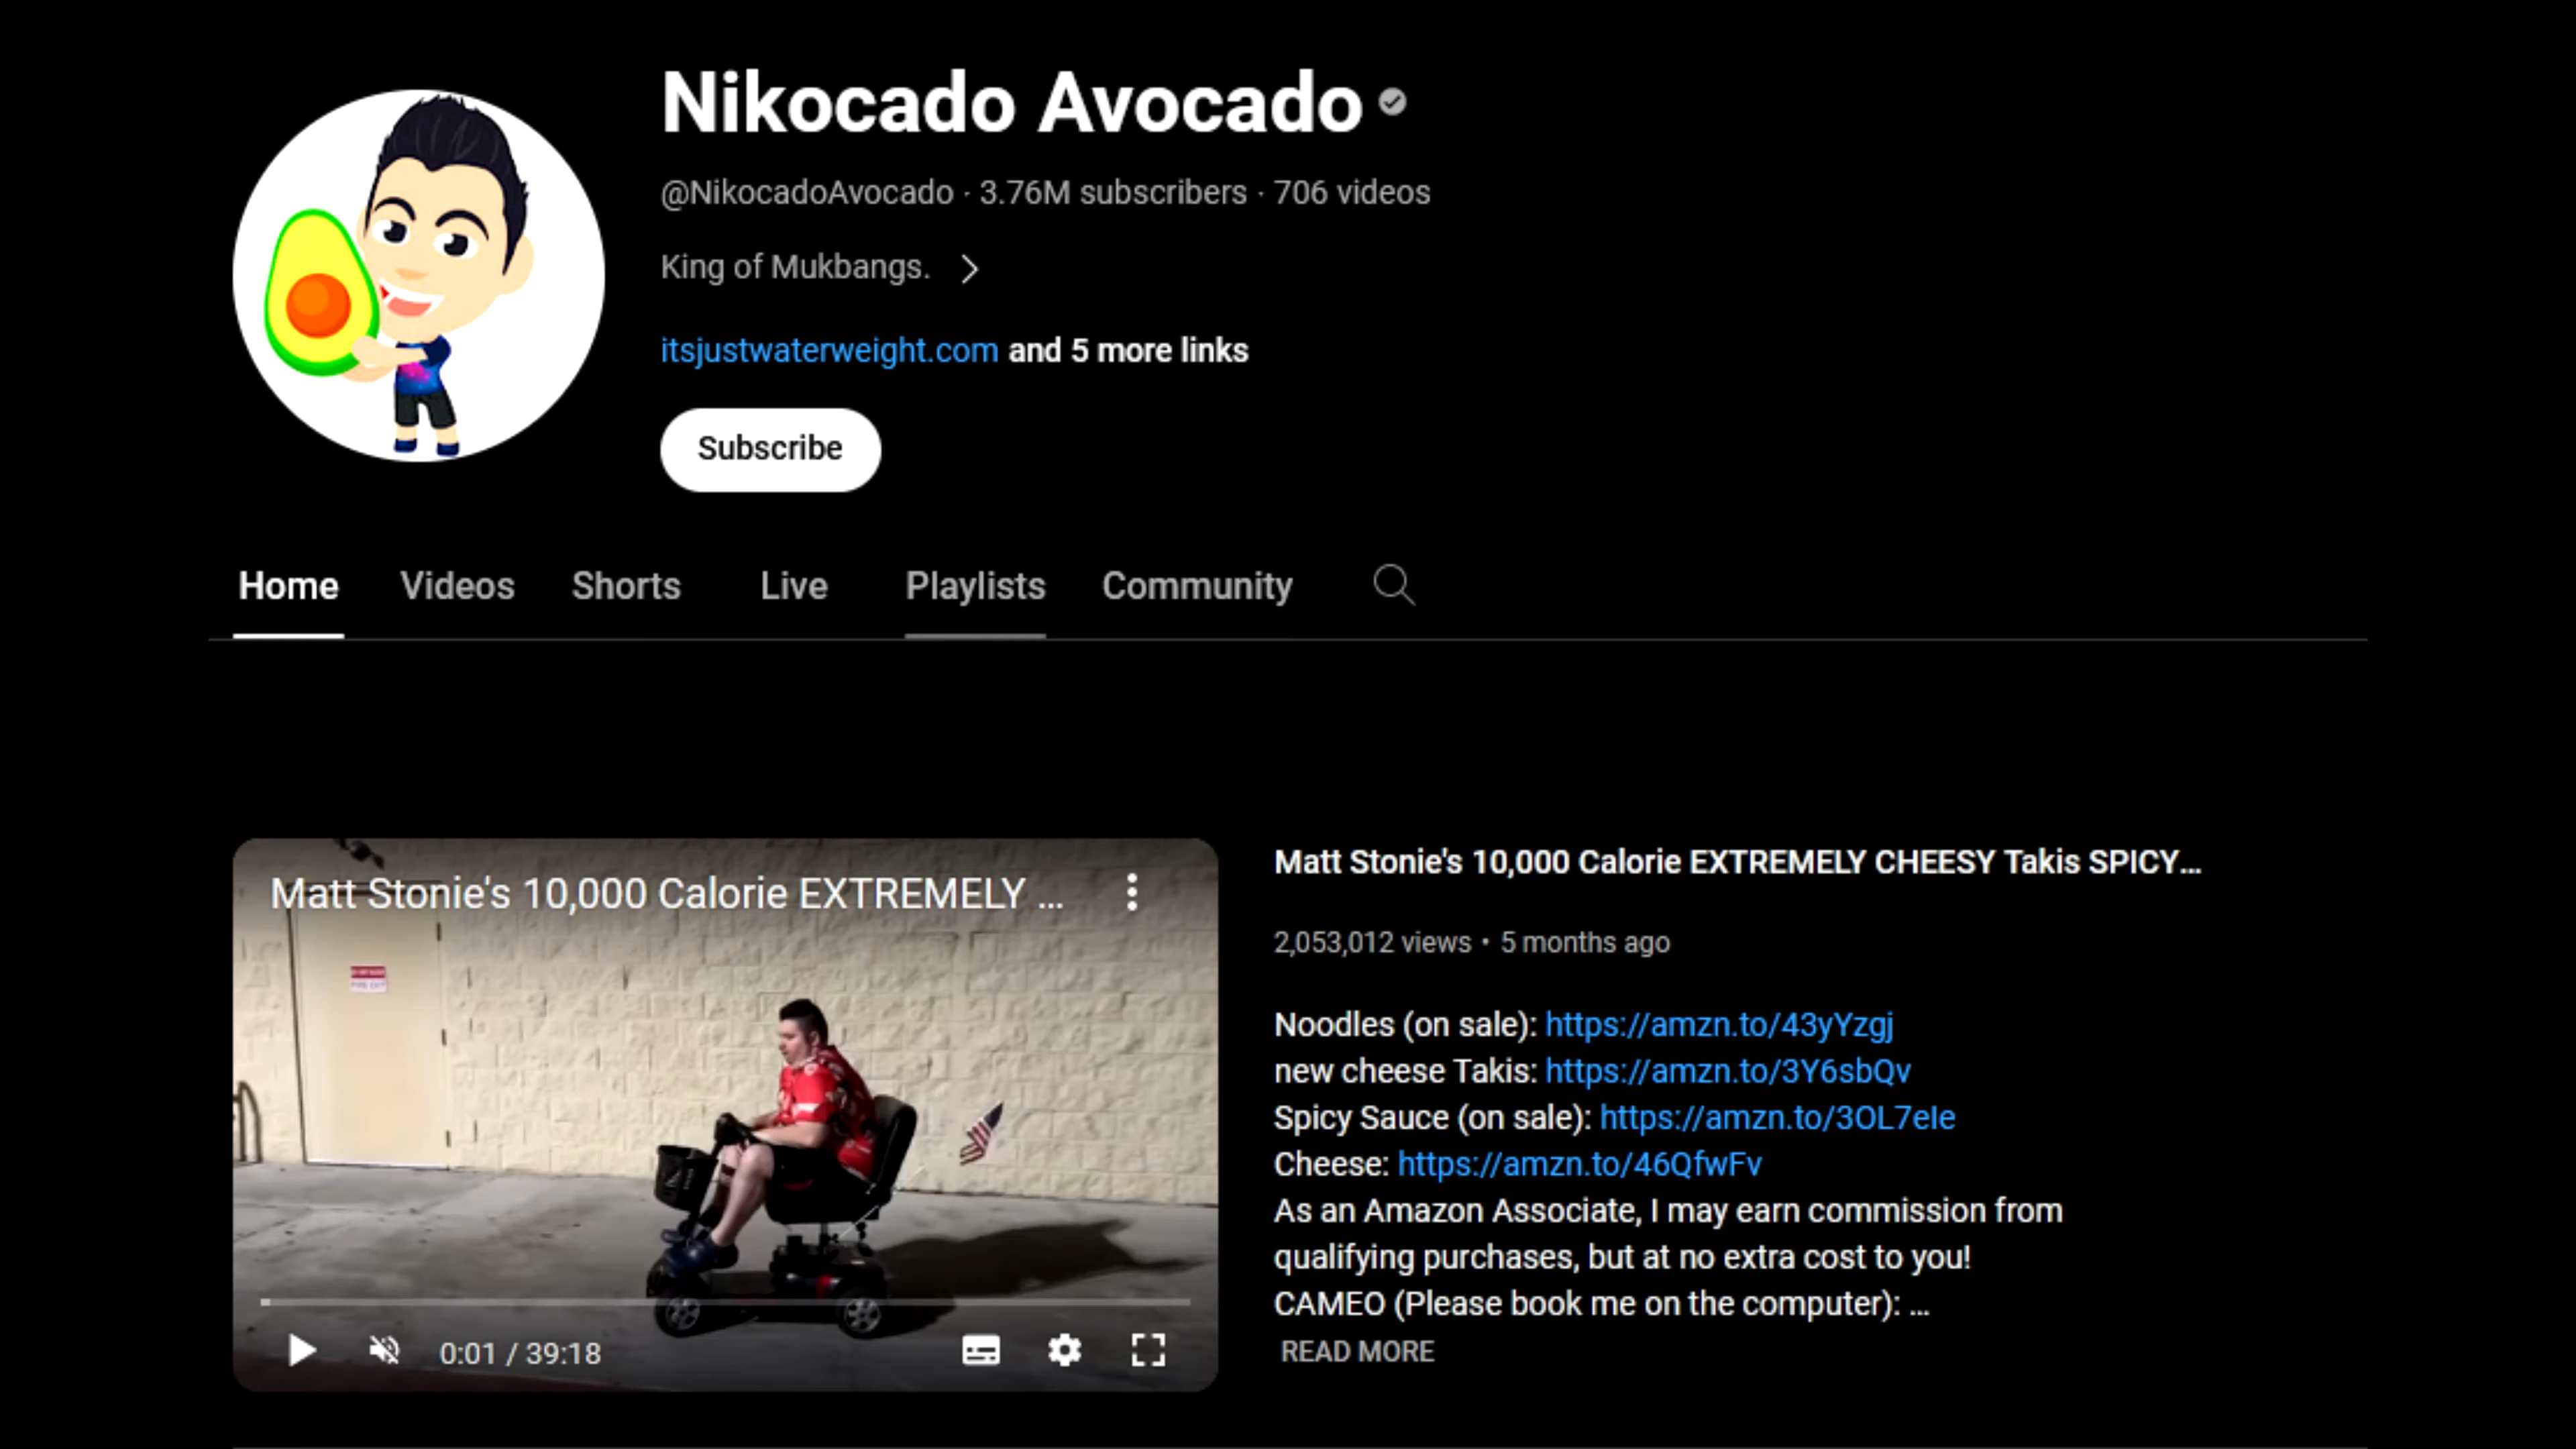 Nikocado Avocado
@NikocadoAvocado · 3.76M subscribers · 706 videos
King of Mukbangs.
itsjustwaterweight.com and 5 more links
Subscribe
Home Videos Shorts Live Playlists Community
Matt Stonie's 10,000 Calorie EXTREMELY ...
0:01 / 39:18
Matt Stonie's 10,000 Calorie EXTREMELY CHEESY Takis SPICY...
2,053,012 views • 5 months ago
Noodles (on sale): https://amzn.to/43yYzgj
new cheese Takis: https://amzn.to/3Y6sbQv
Spicy Sauce (on sale): https://amzn.to/3OL7eIe
Cheese: https://amzn.to/46QfwFv
As an Amazon Associate, I may earn commission from
qualifying purchases, but at no extra cost to you!
CAMEO (Please book me on the computer): ...
READ MORE